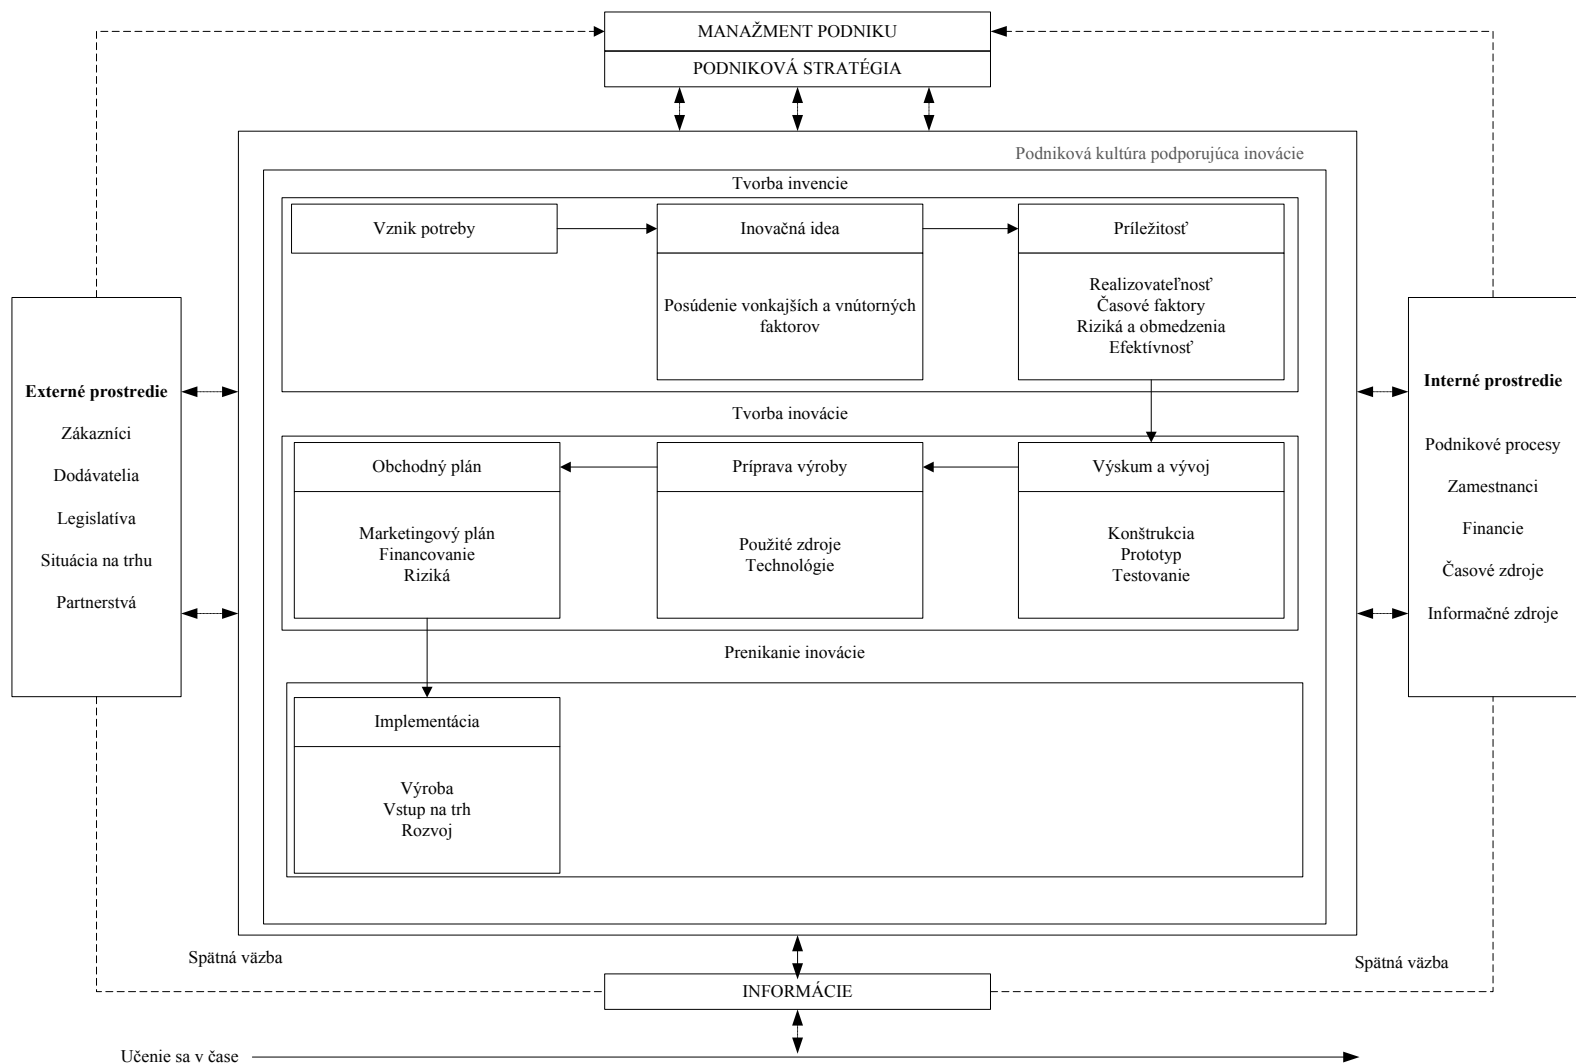 MANAŽMENT PODNIKU
PODNIKOVÁ STRATÉGIA
Podniková kultúra podporujúca inovácie
Tvorba invencie
Vznik potreby
Inovačná idea
Posúdenie vonkajších a vnútorných
faktorov
Príležitosť
Realizovateľnosť
Časové faktory
Riziká a obmedzenia
Efektívnosť
Externé prostredie
Zákazníci
Dodávatelia
Legislatíva
Situácia na trhu
Partnerstvá
Tvorba inovácie
Obchodný plán
Marketingový plán
Financovanie
Riziká
Príprava výroby
Použité zdroje
Technológie
Výskum a vývoj
Konštrukcia
Prototyp
Testovanie
Interné prostredie
Podnikové procesy
Zamestnanci
Financie
Časové zdroje
Informačné zdroje
Prenikanie inovácie
Implementácia
Výroba
Vstup na trh
Rozvoj
Spätná väzba
Spätná väzba
INFORMÁCIE
Učenie sa v čase